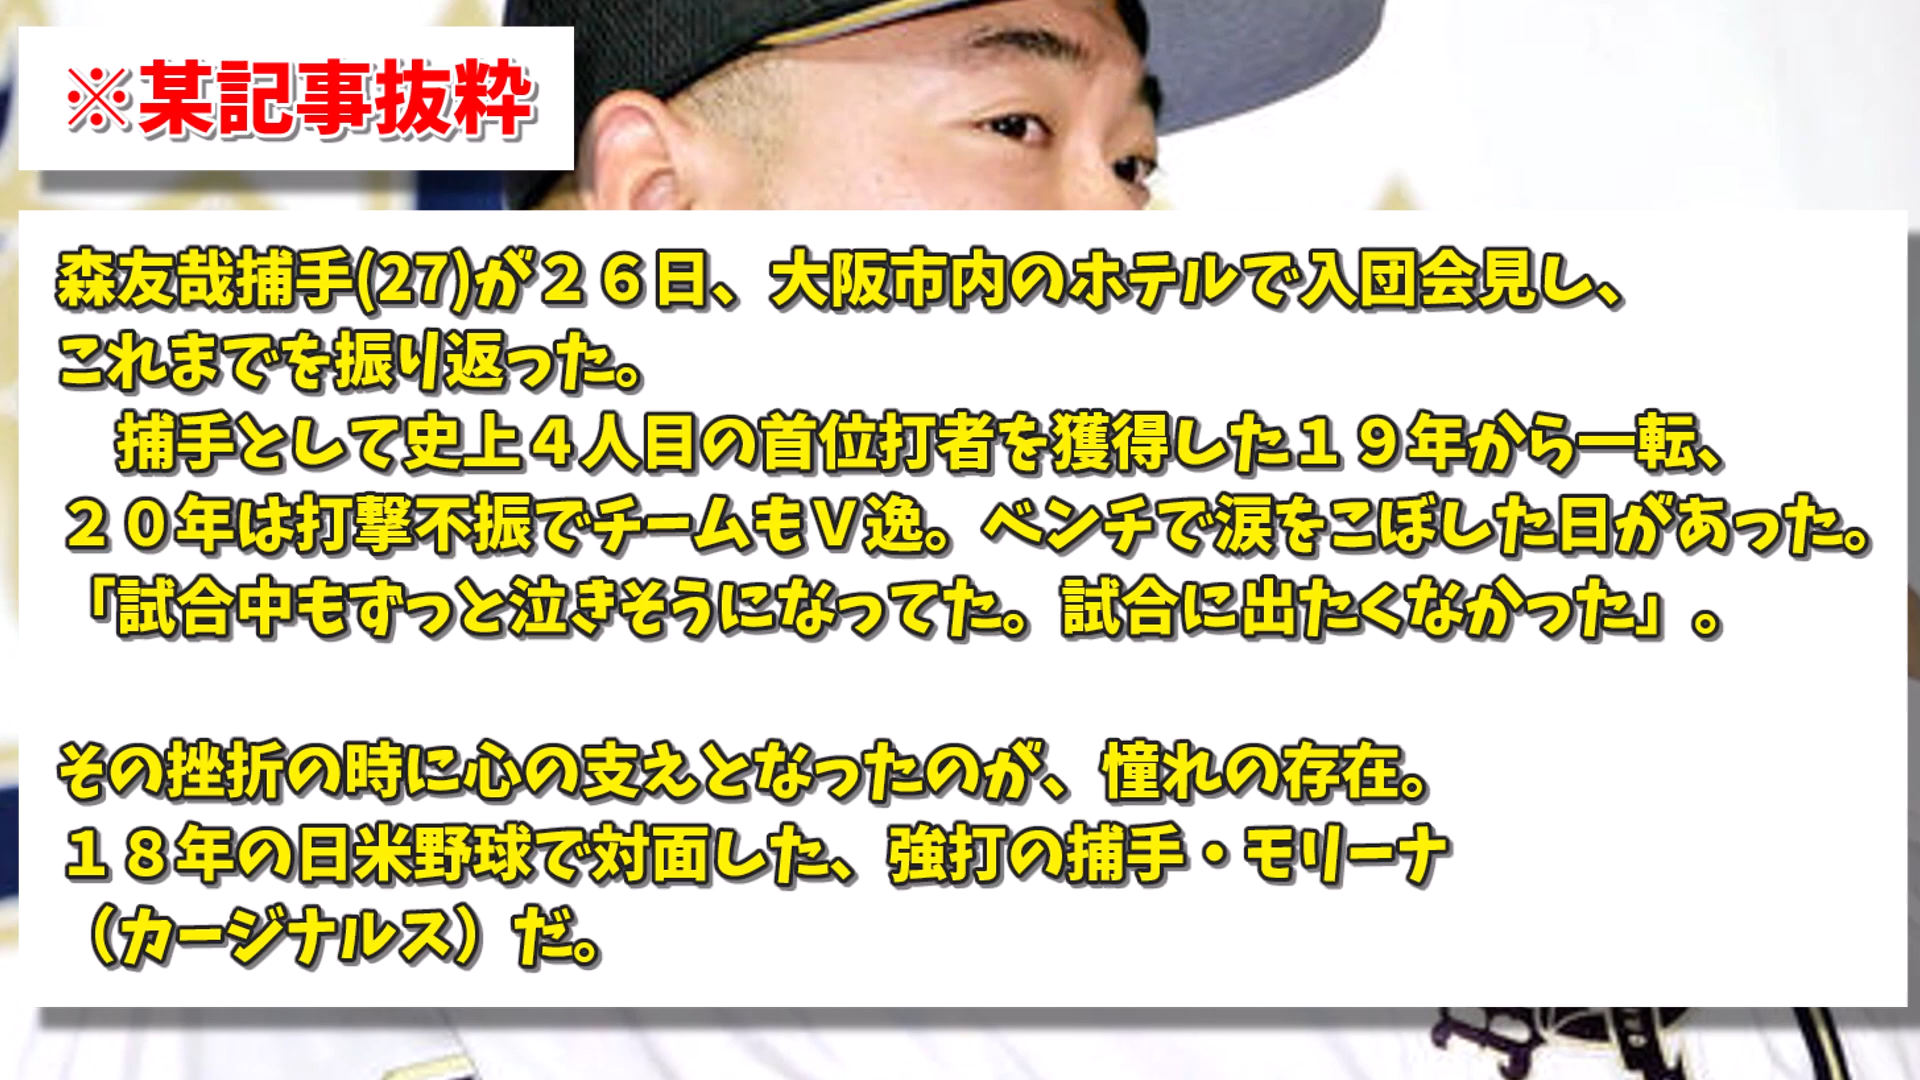 ※某記事抜粋
森友哉捕手(27)が２６日、大阪市内のホテルで入団会見し、
これまでを振り返った。
　捕手として史上４人目の首位打者を獲得した１９年から一転、
２０年は打撃不振でチームもＶ逸。ベンチで涙をこぼした日があった。
「試合中もずっと泣きそうになってた。試合に出たくなかった」。
その挫折の時に心の支えとなったのが、憧れの存在。
１８年の日米野球で対面した、強打の捕手・モリーナ
（カージナルス）だ。